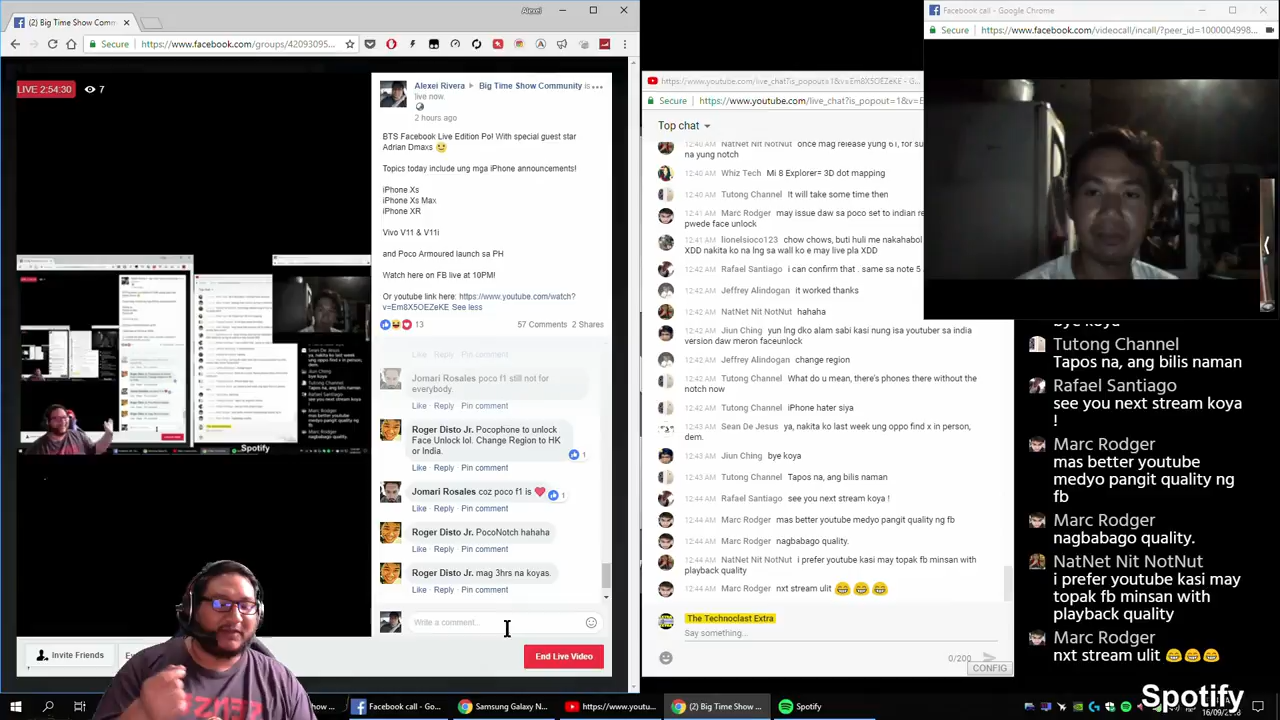 (2) Big Time Show Comm
Alexei
Secure
https://www.facebook.com/groups/42093095...
LIVE 2:34:30
Alexei Rivera ▸ Big Time Show Community is
live now.
2 hours ago
BTS Facebook Live Edition Po! With special guest star
Adrian Dmaxs
Topics today include ung mga iPhone announcements!
iPhone Xs
iPhone Xs Max
iPhone XR
Vivo V11 & V11i
and Poco Armoured launch sa PH
Watch here on FB live at 10PM!
Or youtube link here: https://www.youtube.com/watch?
v=Em8X5OEZeKE See less
13
57 Comments 2 Shares
Like · Reply · Pin comment
Jomari Rosales poco f1 still not for
everybody.
Like · Reply · Pin comment
Roger Disto Jr. Pocophone to unlock
Face Unlock lol. Change Region to HK
or India.
1
Like · Reply · Pin comment
Jomari Rosales coz poco f1 is ❤
1
Like · Reply · Pin comment
Roger Disto Jr. PocoNotch hahaha
Like · Reply · Pin comment
Roger Disto Jr. mag 3hrs na koyas.
Like · Reply · Pin comment
Write a comment...
Invite Friends
End Live Video
https://www.youtube.com/live_chat?is_popout=1&v=Em8X5OEZeKE - G...
Secure
https://www.youtube.com/live_chat?is_popout=1&v=E
Top chat
NatNet Nit NotNut once mag release yung 61, for su
na yung notch
12:40 AM Whiz Tech Mi 8 Explorer= 3D dot mapping
12:40 AM Tutong Channel It will take some time then
12:40 AM Marc Rodger may issue daw sa poco set to indian re
pwede face unlock
12:41 AM lionelsioco123 chow chows, buti huli me nakahabol
XDD nakita ko na lng sa wall ko e may live pla XDD
12:42 AM Rafael Santiago i can confirm that . same sa note 5
12:42 AM Jeffrey Alindogan it worked thanks
12:42 AM NatNet Nit NotNut hahaha
12:42 AM Jiun Ching yun lng dko alam sabi kasi nung isa youtuber sa india
version daw meron faceunlock
12:42 AM Jeffrey Alindogan change region
12:42 AM Tutong Channel What do u mean, there's phones there without the
notch now
12:42 AM Tutong Channel iPhone hater siya
12:42 AM Sean De Jesus ya, nakita ko last week ung oppo find x in person,
dem.
12:43 AM Jiun Ching bye koya
12:43 AM Tutong Channel Tapos na, ang bilis naman
12:44 AM Rafael Santiago see you next stream koya !
12:44 AM Marc Rodger mas better youtube medyo pangit quality ng fb
12:44 AM Marc Rodger nagbabago quality.
12:44 AM NatNet Nit NotNut i prefer youtube kasi may topak fb minsan with
playback quality
12:44 AM Marc Rodger nxt stream ulit 😁😁😁
The Technoclast Extra
Say something...
0/200
CONFIG
Facebook call - Google Chrome
Secure
https://www.facebook.com/videocall/incall/?peer_id=1000004998...
Tutong Channel
Tapos na, ang bilis naman
Rafael Santiago
see you next stream koya
!
Marc Rodger
mas better youtube
medyo pangit quality ng
fb
Marc Rodger
nagbabago quality.
NatNet Nit NotNut
i prefer youtube kasi may
topak fb minsan with
playback quality
Marc Rodger
nxt stream ulit 😁😁😁
Spotify
Facebook call - Go...
Samsung Galaxy N...
https://www.youtu...
(2) Big Time Show ...
Spotify